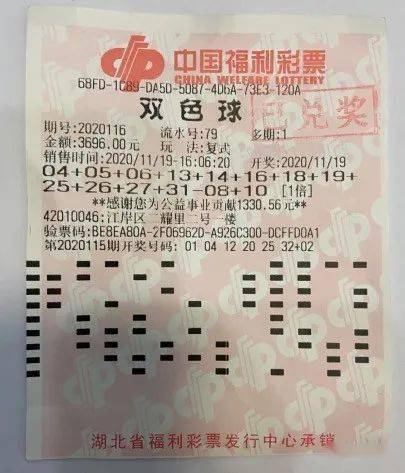 中国福利彩票
CHINA WELFARE LOTTERY
68FD-1C89-DA5D-5087-4D6A-73E3-120A
双色球
已兑奖
期号:2020116 流水号:79 多期:1
金额:3696.00元 玩 法:复式
销售时间:2020/11/19-16:06:20 开奖:2020/11/19
04+05+06+13+14+16+18+19+
25+26+27+31-08+10 [1倍]
**感谢您为公益事业贡献1330.56元**
42010046:江岸区二耀里二号一楼
验票码:BE8EA80A-2F06962D-A926C300-DCFFD0A1
第2020115期开奖号码:01 04 12 20 25 32+02
湖北省福利彩票发行中心承销